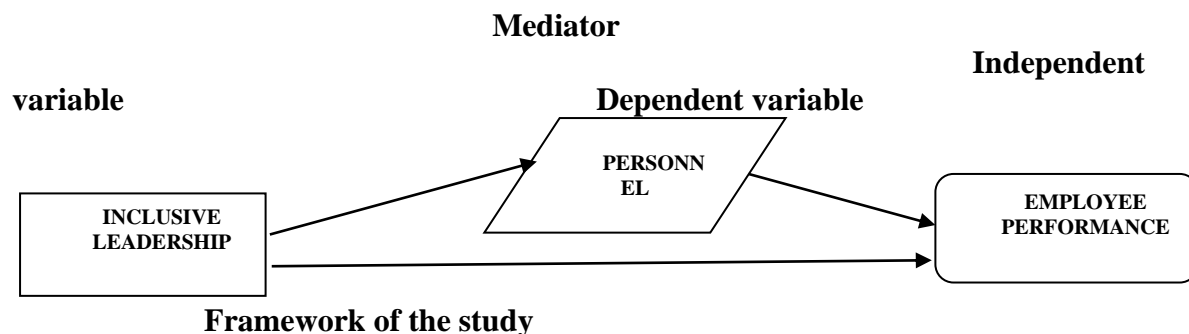 Mediator
Independent
variable
Dependent variable
PERSONN
EL
INCLUSIVE
LEADERSHIP
EMPLOYEE
PERFORMANCE
Framework of the study